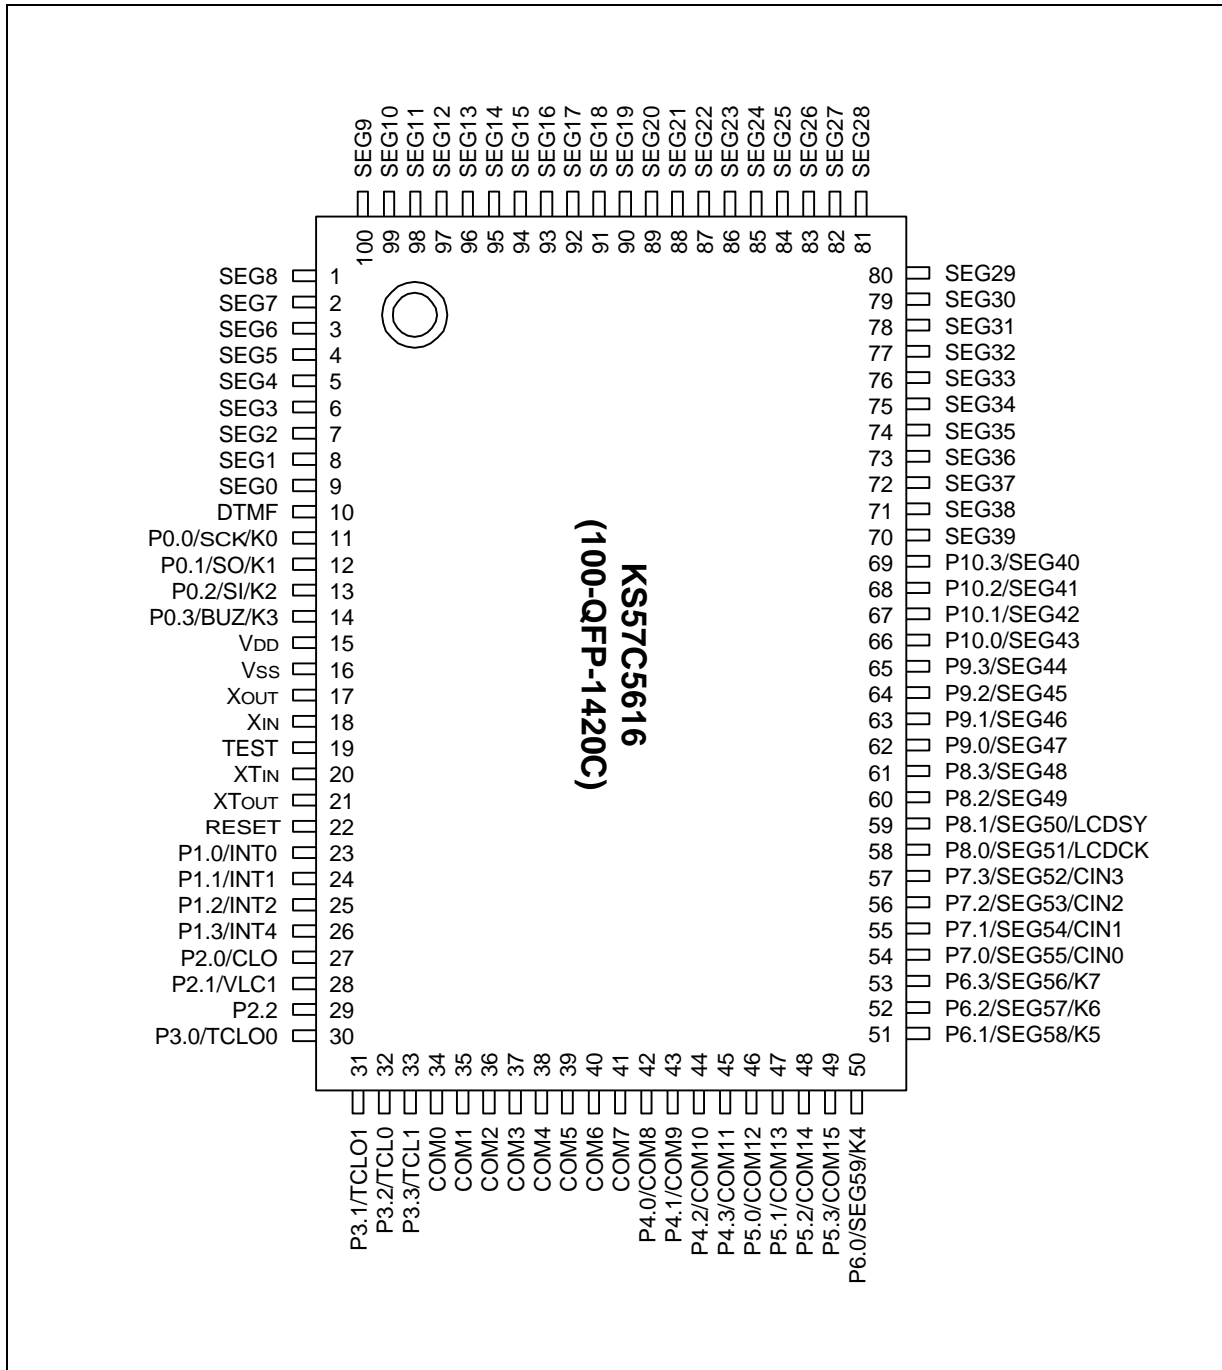 SEG9
SEG10
SEG11
SEG12
SEG13
SEG14
SEG15
SEG16
SEG17
SEG18
SEG19
SEG20
SEG21
SEG22
SEG23
SEG24
SEG25
SEG26
SEG27
SEG28
100
99
98
97
96
95
94
93
92
91
90
89
88
87
86
85
84
83
82
81
SEG8 1
SEG7 2
SEG6 3
SEG5 4
SEG4 5
SEG3 6
SEG2 7
SEG1 8
SEG0 9
DTMF 10
P0.0/SCK/K0 11
P0.1/SO/K1 12
P0.2/SI/K2 13
P0.3/BUZ/K3 14
VDD 15
VSS 16
XOUT 17
XIN 18
TEST 19
XTIN 20
XTOUT 21
RESET 22
P1.0/INT0 23
P1.1/INT1 24
P1.2/INT2 25
P1.3/INT4 26
P2.0/CLO 27
P2.1/VLC1 28
P2.2 29
P3.0/TCLO0 30
KS57C5616
(100-QFP-1420C)
80 SEG29
79 SEG30
78 SEG31
77 SEG32
76 SEG33
75 SEG34
74 SEG35
73 SEG36
72 SEG37
71 SEG38
70 SEG39
69 P10.3/SEG40
68 P10.2/SEG41
67 P10.1/SEG42
66 P10.0/SEG43
65 P9.3/SEG44
64 P9.2/SEG45
63 P9.1/SEG46
62 P9.0/SEG47
61 P8.3/SEG48
60 P8.2/SEG49
59 P8.1/SEG50/LCDSY
58 P8.0/SEG51/LCDCK
57 P7.3/SEG52/CIN3
56 P7.2/SEG53/CIN2
55 P7.1/SEG54/CIN1
54 P7.0/SEG55/CIN0
53 P6.3/SEG56/K7
52 P6.2/SEG57/K6
51 P6.1/SEG58/K5
31
32
33
34
35
36
37
38
39
40
41
42
43
44
45
46
47
48
49
50
P3.1/TCLO1
P3.2/TCL0
P3.3/TCL1
COM0
COM1
COM2
COM3
COM4
COM5
COM6
COM7
P4.0/COM8
P4.1/COM9
P4.2/COM10
P4.3/COM11
P5.0/COM12
P5.1/COM13
P5.2/COM14
P5.3/COM15
P6.0/SEG59/K4